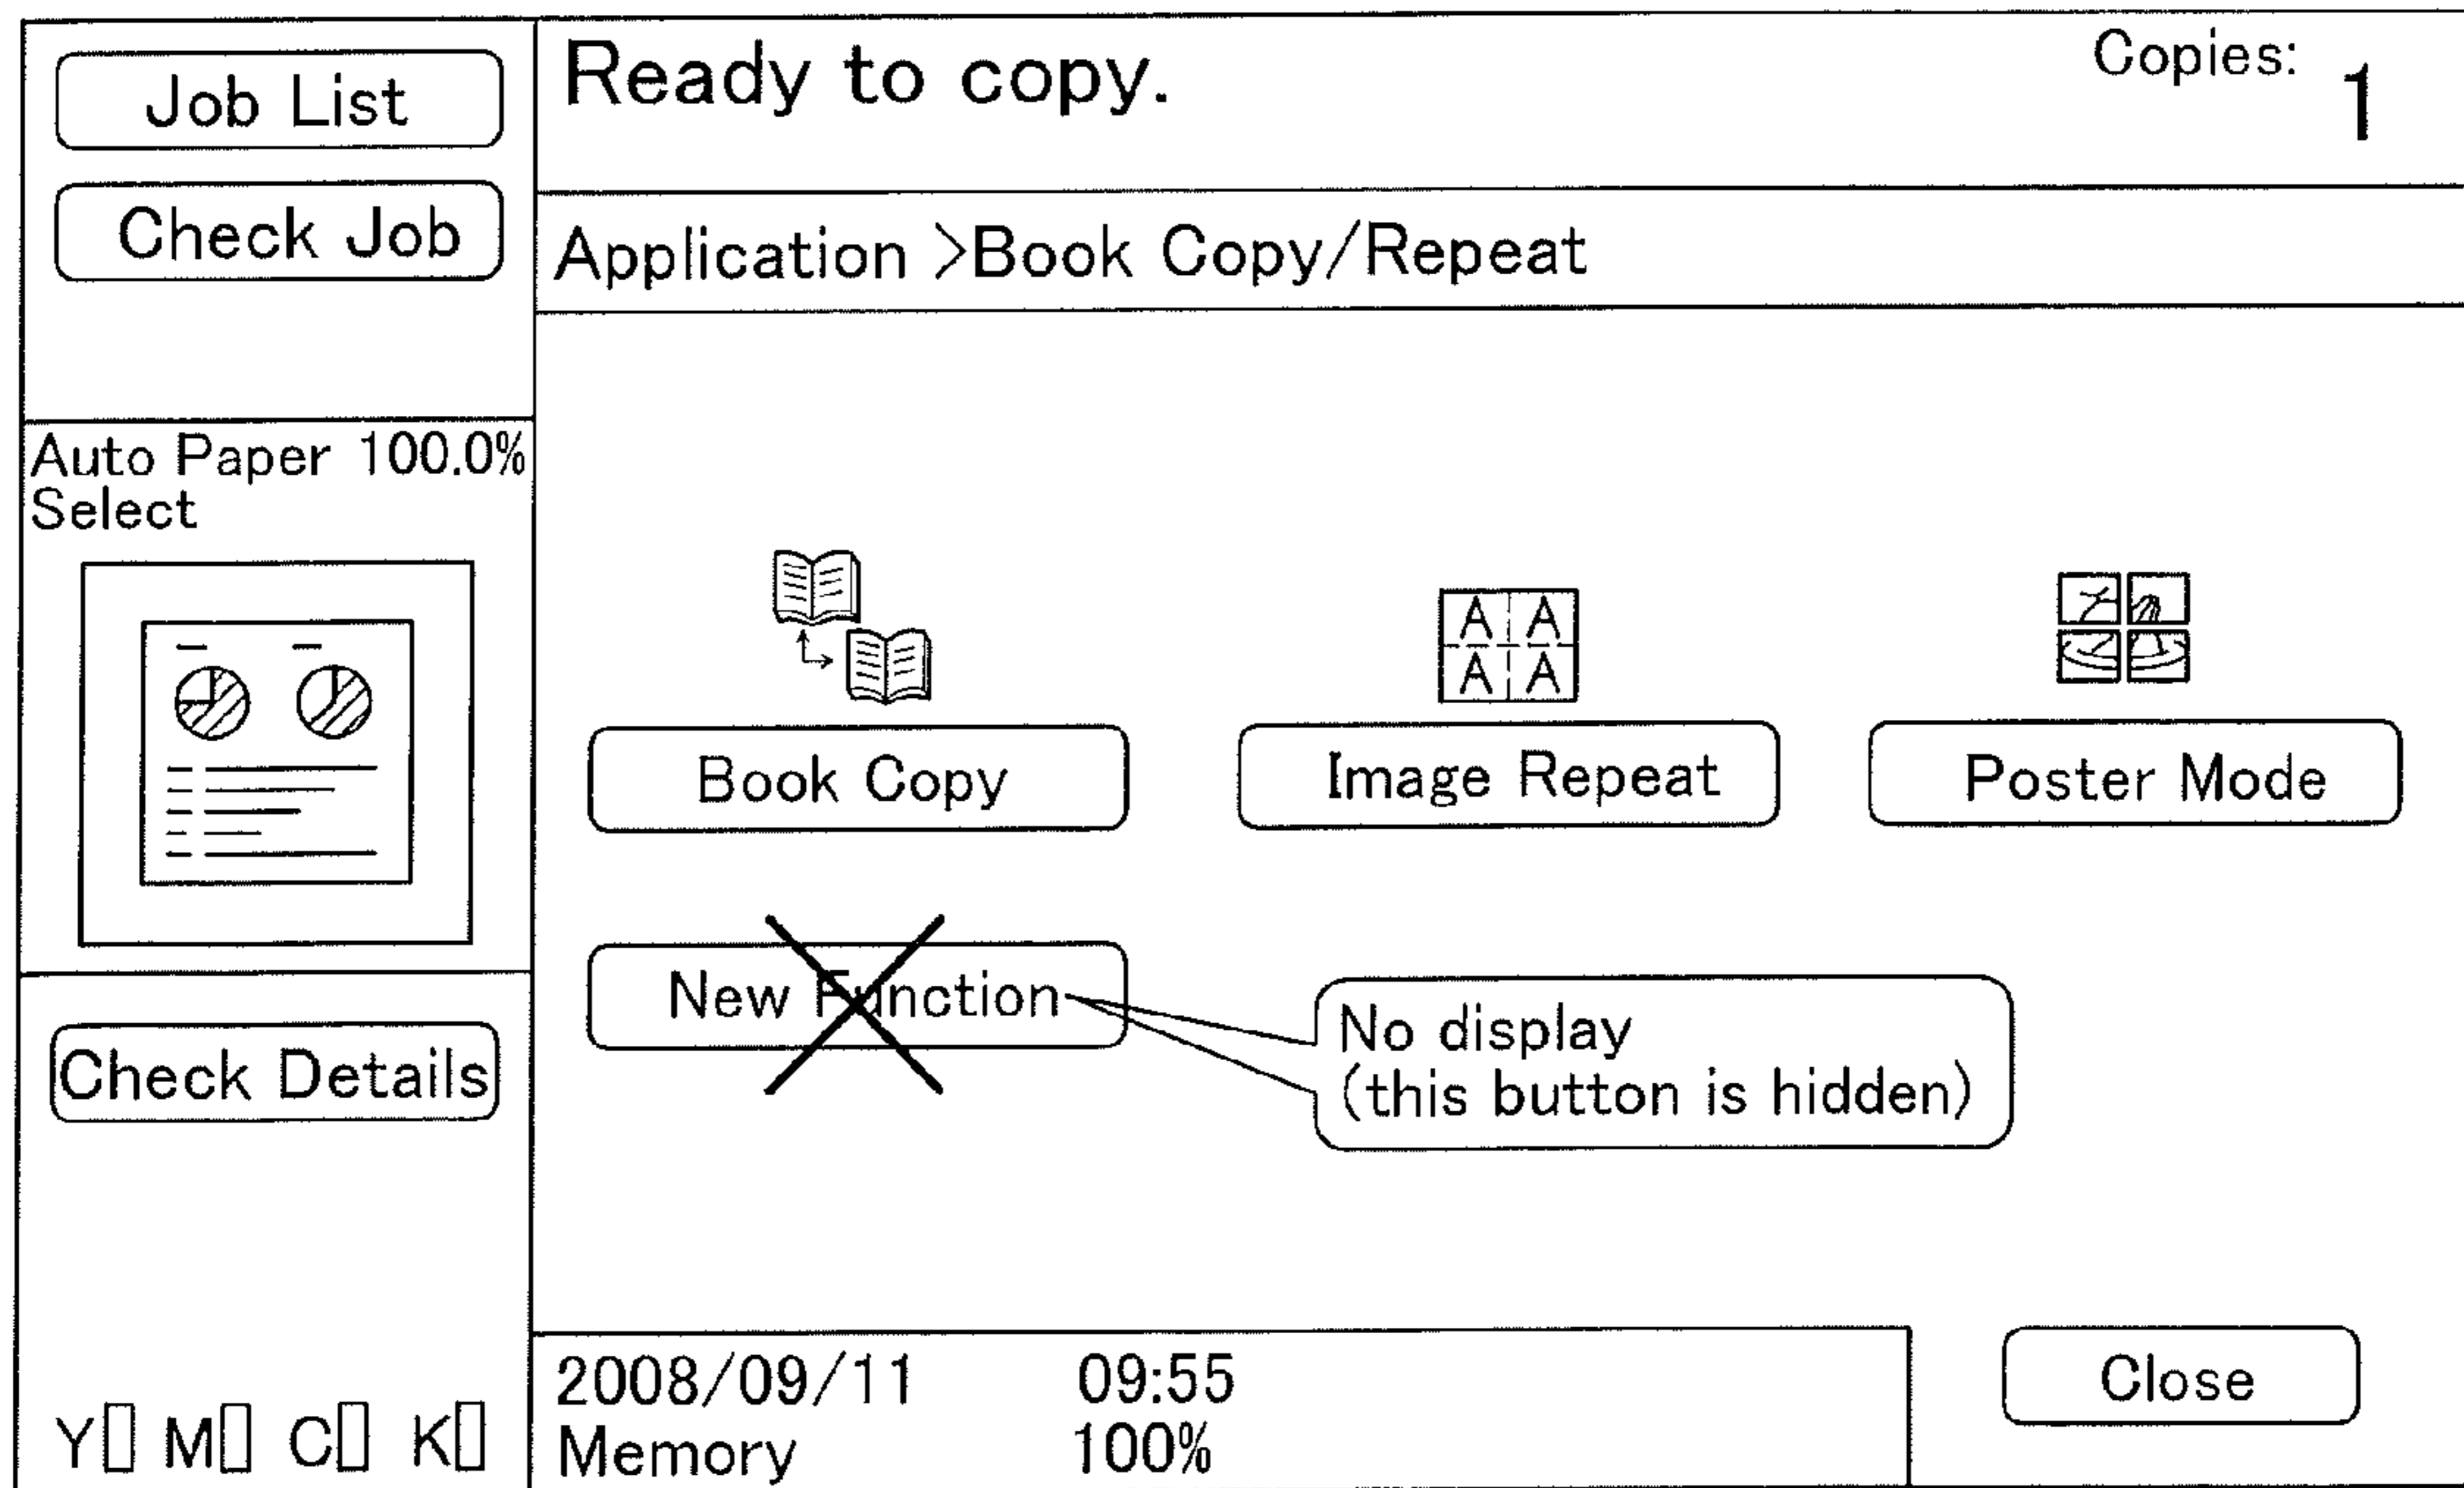 Job List
Check Job
Ready to copy.
Copies: 1
Application >Book Copy/Repeat
Auto Paper 100.0%
Select
A A
A A
Book Copy
Image Repeat
Poster Mode
New Function
No display
(this button is hidden)
Check Details
Y M C K
2008/09/11 09:55
Memory 100%
Close